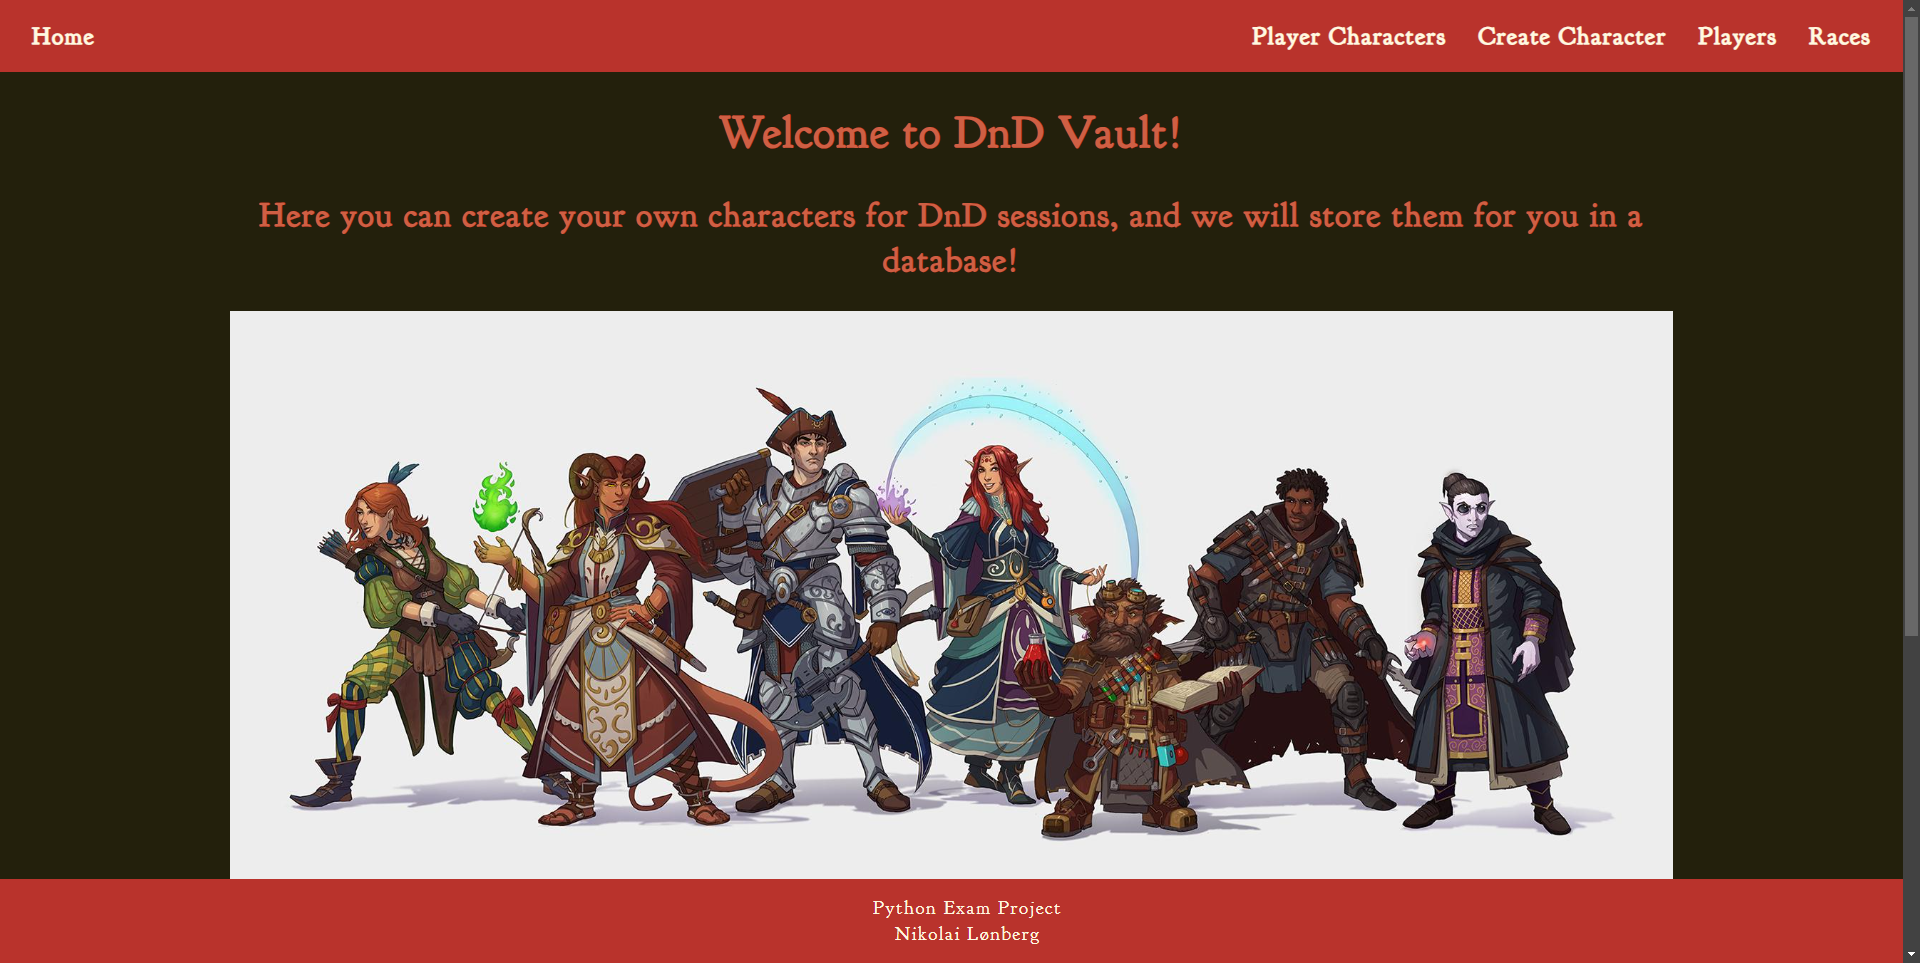 Home
Player Characters
Create Character
Players
Races
Welcome to DnD Vault!
Here you can create your own characters for DnD sessions, and we will store them for you in a
database!
Python Exam Project
Nikolai Lønberg